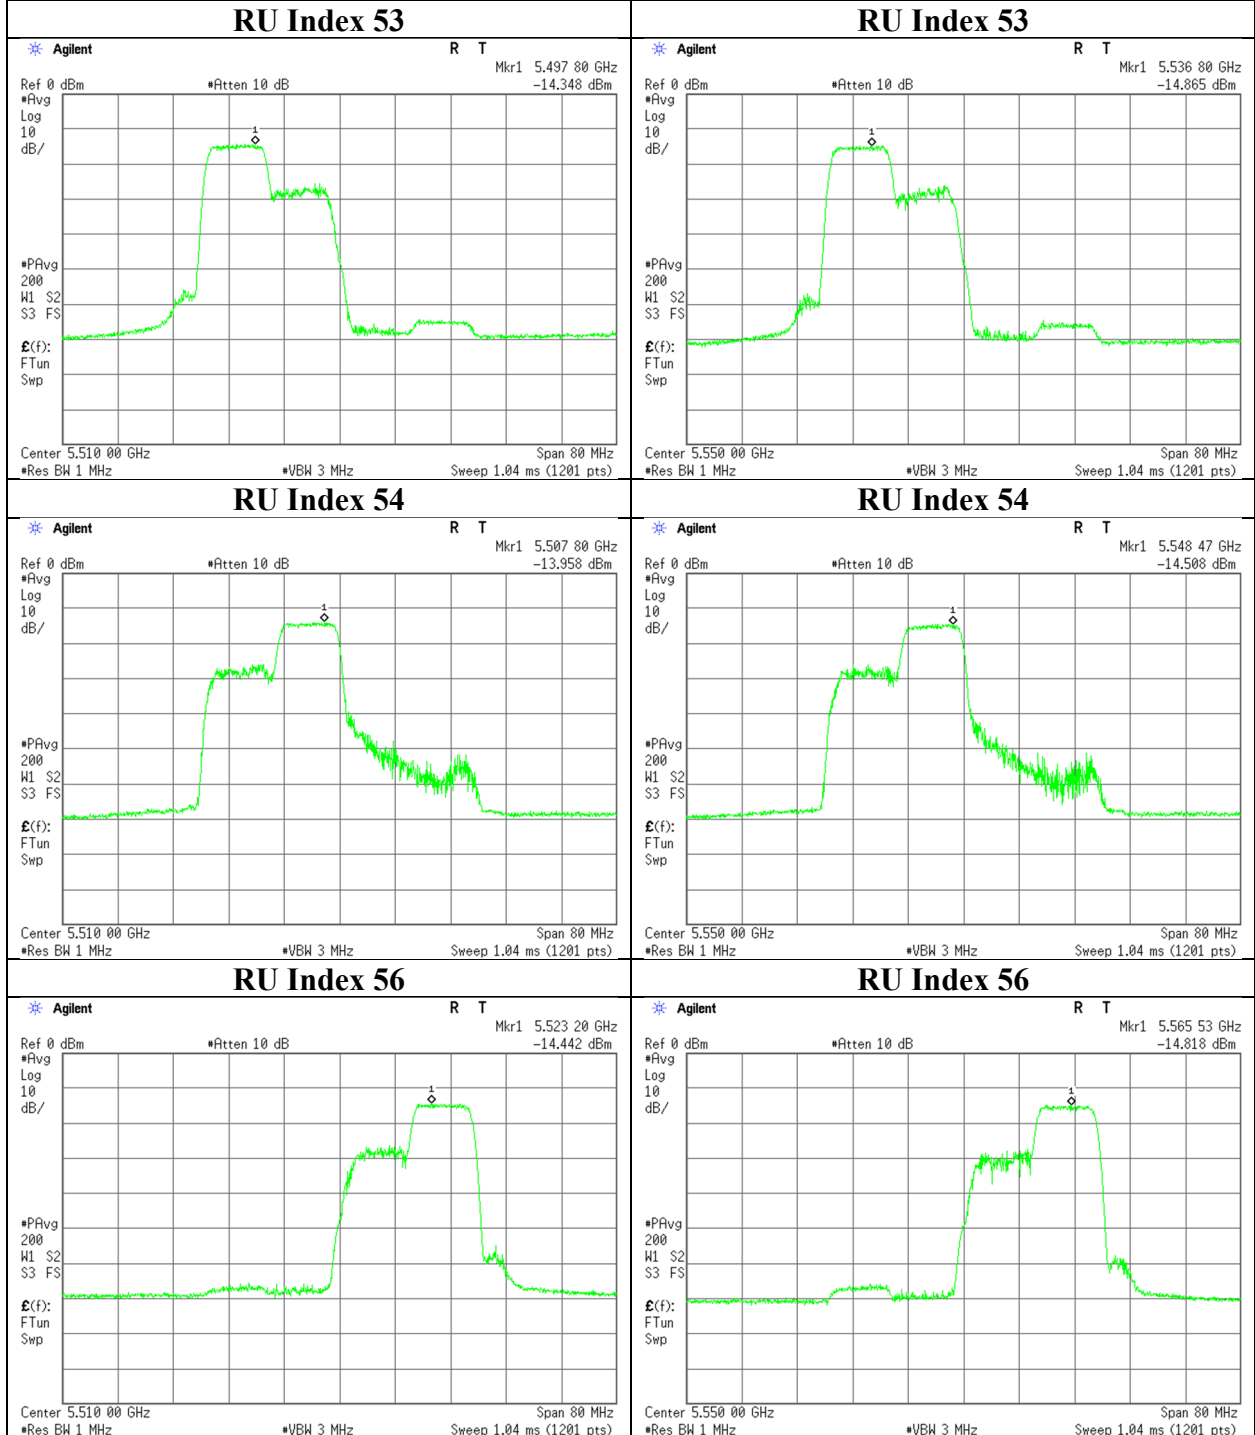 RU Index 53
Agilent
R T
Mkr1 5.497 80 GHz
Ref 0 dBm
#Atten 10 dB
-14.348 dBm
#Avg
Log
10
dB/
1
#PAvg
200
W1 S2
S3 FS
£(f):
FTun
Swp
Center 5.510 00 GHz
Span 80 MHz
#Res BW 1 MHz
#VBW 3 MHz
Sweep 1.04 ms (1201 pts)
RU Index 53
Agilent
R T
Mkr1 5.536 80 GHz
Ref 0 dBm
#Atten 10 dB
-14.865 dBm
#Avg
Log
10
dB/
1
#PAvg
200
W1 S2
S3 FS
£(f):
FTun
Swp
Center 5.550 00 GHz
Span 80 MHz
#Res BW 1 MHz
#VBW 3 MHz
Sweep 1.04 ms (1201 pts)
RU Index 54
Agilent
R T
Mkr1 5.507 80 GHz
Ref 0 dBm
#Atten 10 dB
-13.958 dBm
#Avg
Log
10
dB/
1
#PAvg
200
W1 S2
S3 FS
£(f):
FTun
Swp
Center 5.510 00 GHz
Span 80 MHz
#Res BW 1 MHz
#VBW 3 MHz
Sweep 1.04 ms (1201 pts)
RU Index 54
Agilent
R T
Mkr1 5.548 47 GHz
Ref 0 dBm
#Atten 10 dB
-14.508 dBm
#Avg
Log
10
dB/
1
#PAvg
200
W1 S2
S3 FS
£(f):
FTun
Swp
Center 5.550 00 GHz
Span 80 MHz
#Res BW 1 MHz
#VBW 3 MHz
Sweep 1.04 ms (1201 pts)
RU Index 56
Agilent
R T
Mkr1 5.523 20 GHz
Ref 0 dBm
#Atten 10 dB
-14.442 dBm
#Avg
Log
10
dB/
1
#PAvg
200
W1 S2
S3 FS
£(f):
FTun
Swp
Center 5.510 00 GHz
Span 80 MHz
#Res BW 1 MHz
#VBW 3 MHz
Sweep 1.04 ms (1201 pts)
RU Index 56
Agilent
R T
Mkr1 5.565 53 GHz
Ref 0 dBm
#Atten 10 dB
-14.818 dBm
#Avg
Log
10
dB/
1
#PAvg
200
W1 S2
S3 FS
£(f):
FTun
Swp
Center 5.550 00 GHz
Span 80 MHz
#Res BW 1 MHz
#VBW 3 MHz
Sweep 1.04 ms (1201 pts)